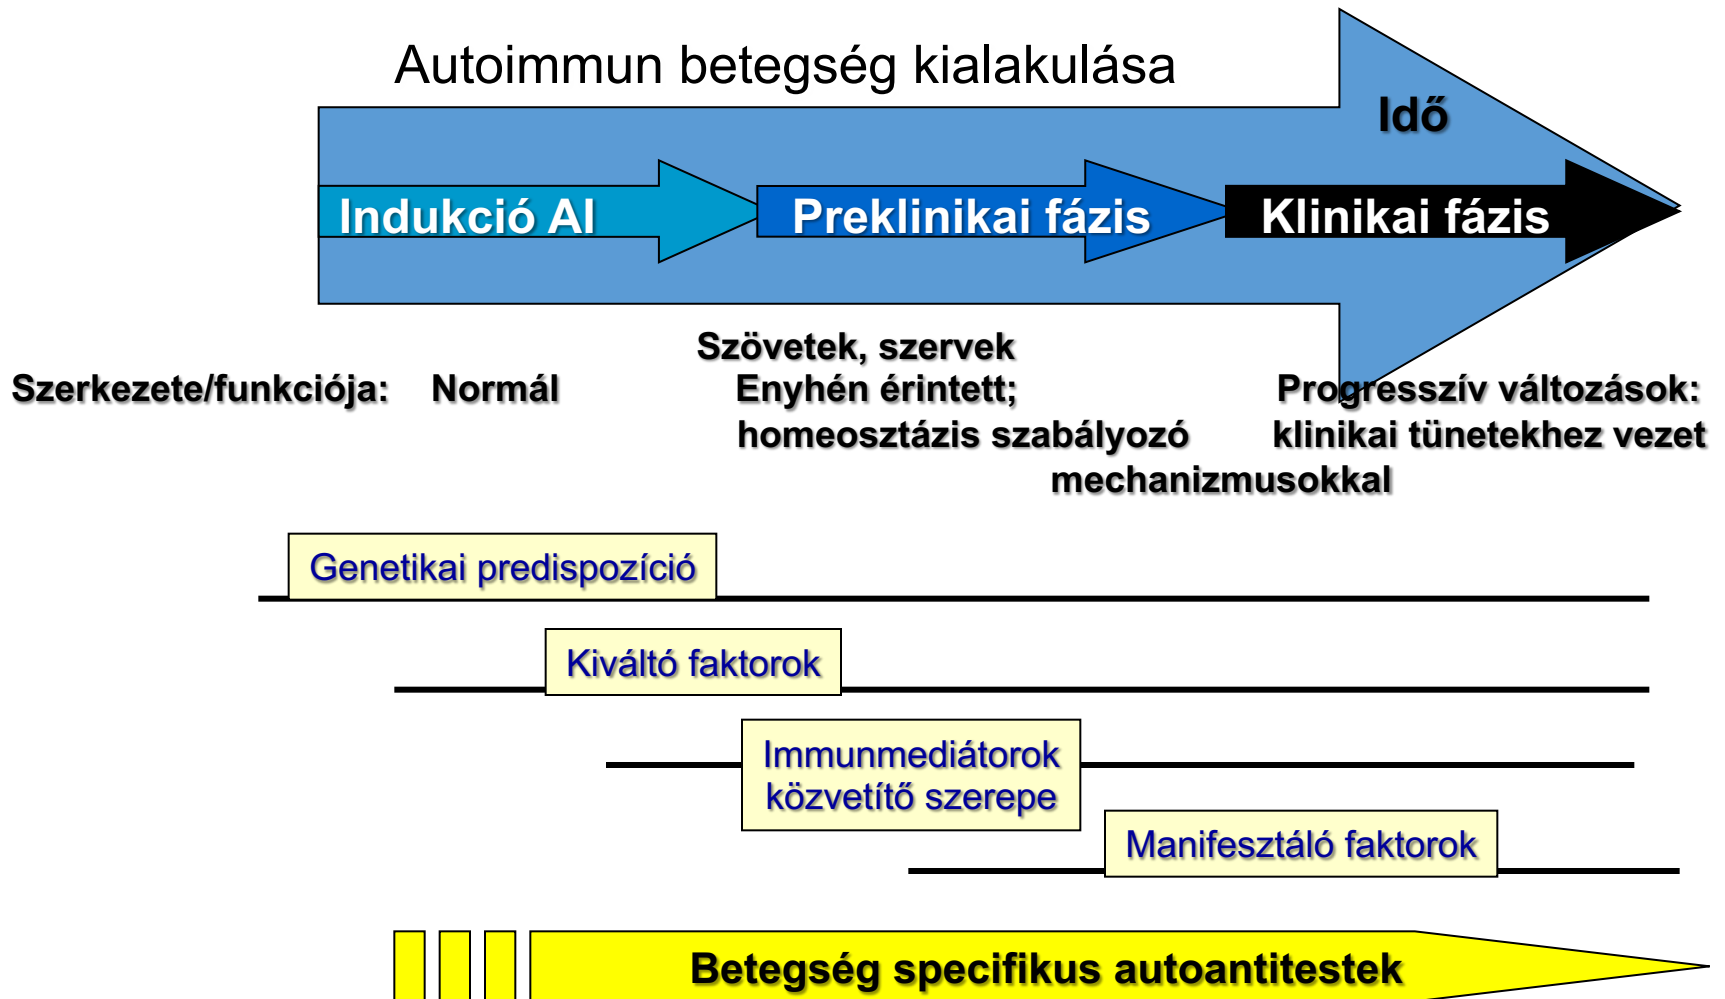 Autoimmun betegség kialakulása
Idő
Indukció AI
Preklinikai fázis
Klinikai fázis
Szövetek, szervek
Szerkezete/funkciója: Normál Enyhén érintett; Progresszív változások:
homeosztázis szabályozó klinikai tünetekhez vezet
mechanizmusokkal
Genetikai predispozíció
Kiváltó faktorok
Immunmediátorok
közvetítő szerepe
Manifesztáló faktorok
Betegség specifikus autoantitestek